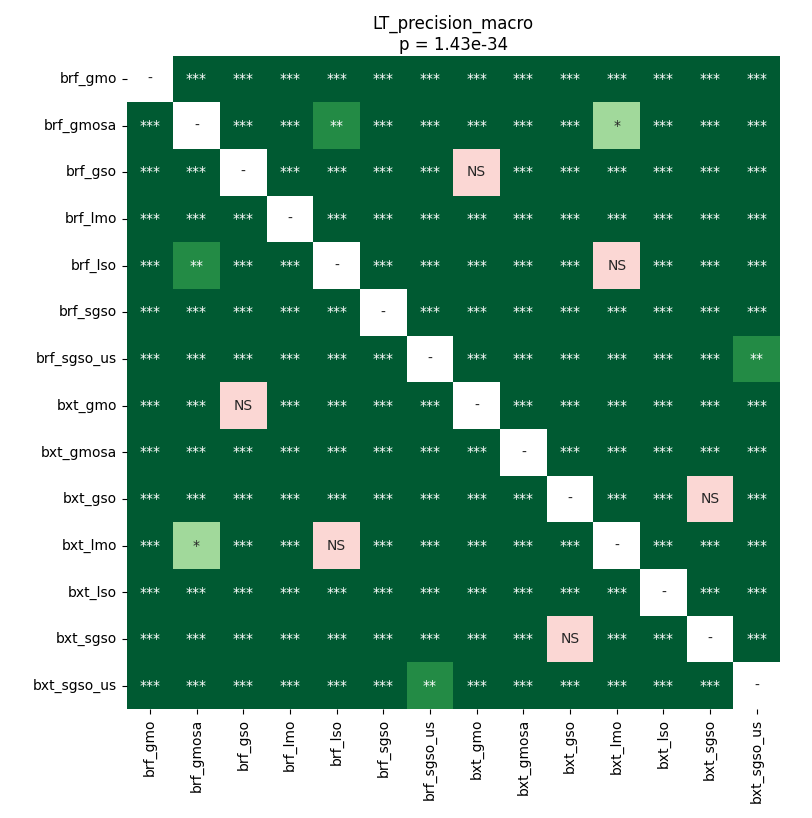 LT_precision_macro
p = 1.43e-34
brf_gmo - *** *** *** *** *** *** *** *** *** *** *** *** ***
brf_gmosa *** - *** *** ** *** *** *** *** *** * *** *** ***
brf_gso *** *** - *** *** *** *** NS *** *** *** *** *** ***
brf_lmo *** *** *** - *** *** *** *** *** *** *** *** *** ***
brf_lso *** ** *** *** - *** *** *** *** *** NS *** *** ***
brf_sgso *** *** *** *** *** - *** *** *** *** *** *** *** ***
brf_sgso_us *** *** *** *** *** *** - *** *** *** *** *** *** **
bxt_gmo *** *** NS *** *** *** *** - *** *** *** *** *** ***
bxt_gmosa *** *** *** *** *** *** *** *** - *** *** *** *** ***
bxt_gso *** *** *** *** *** *** *** *** *** - *** *** NS ***
bxt_lmo *** * *** *** NS *** *** *** *** *** - *** *** ***
bxt_lso *** *** *** *** *** *** *** *** *** *** *** - *** ***
bxt_sgso *** *** *** *** *** *** *** *** *** NS *** *** - ***
bxt_sgso_us *** *** *** *** *** *** ** *** *** *** *** *** *** -
brf_gmo brf_gmosa brf_gso brf_lmo brf_lso brf_sgso brf_sgso_us bxt_gmo bxt_gmosa bxt_gso bxt_lmo bxt_lso bxt_sgso bxt_sgso_us